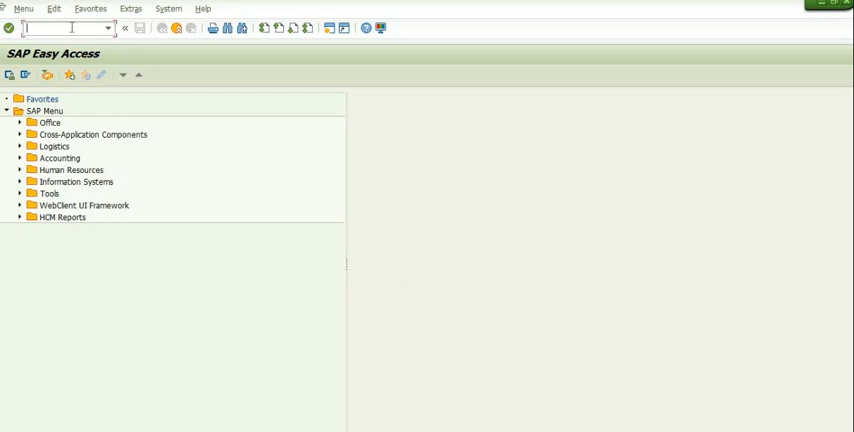 Menu Edit Favorites Extras System Help
SAP Easy Access
Favorites
SAP Menu
Office
Cross-Application Components
Logistics
Accounting
Human Resources
Information Systems
Tools
WebClient UI Framework
HCM Reports